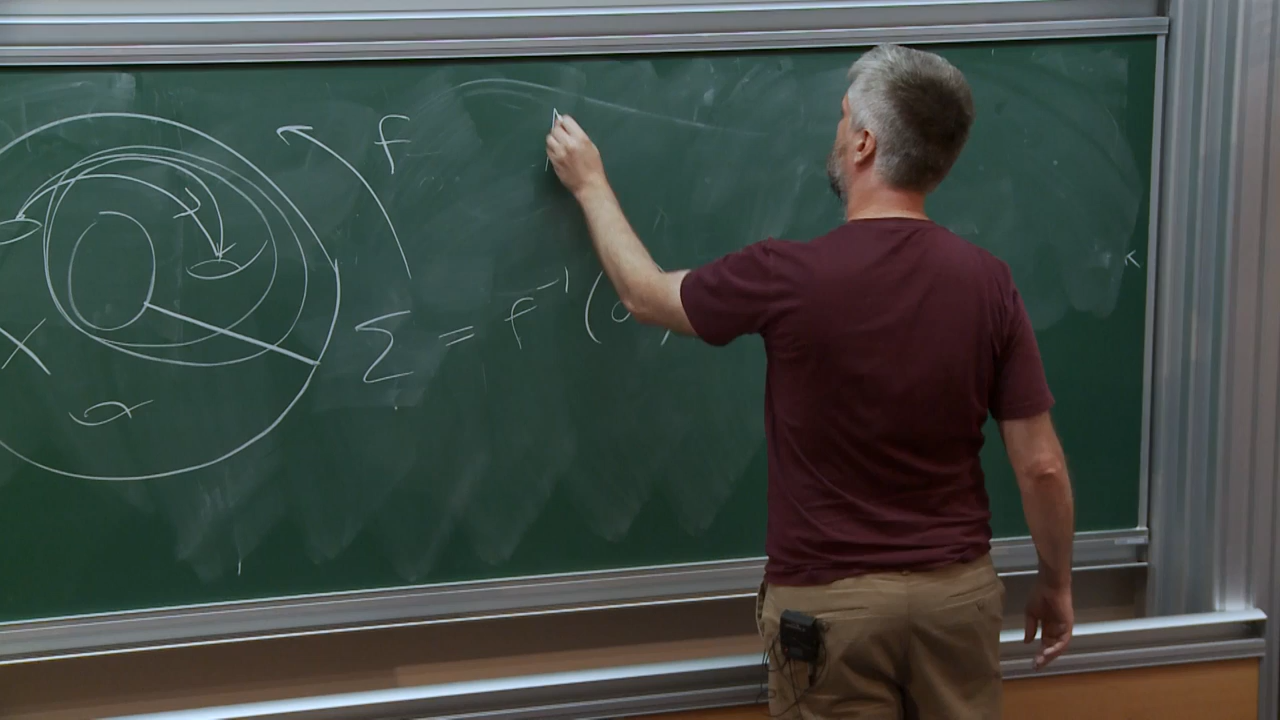 f
Σ = f⁻¹(
X
α